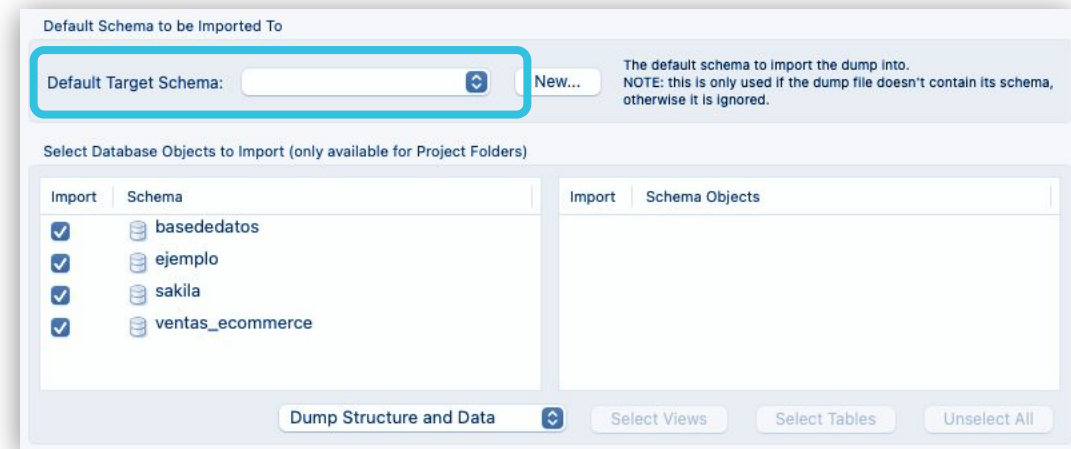 Default Schema to be Imported To
Default Target Schema:
New...
The default schema to import the dump into.
NOTE: this is only used if the dump file doesn't contain its schema,
otherwise it is ignored.
Select Database Objects to Import (only available for Project Folders)
Import Schema
basededatos
ejemplo
sakila
ventas_ecommerce
Import Schema Objects
Dump Structure and Data
Select Views
Select Tables
Unselect All